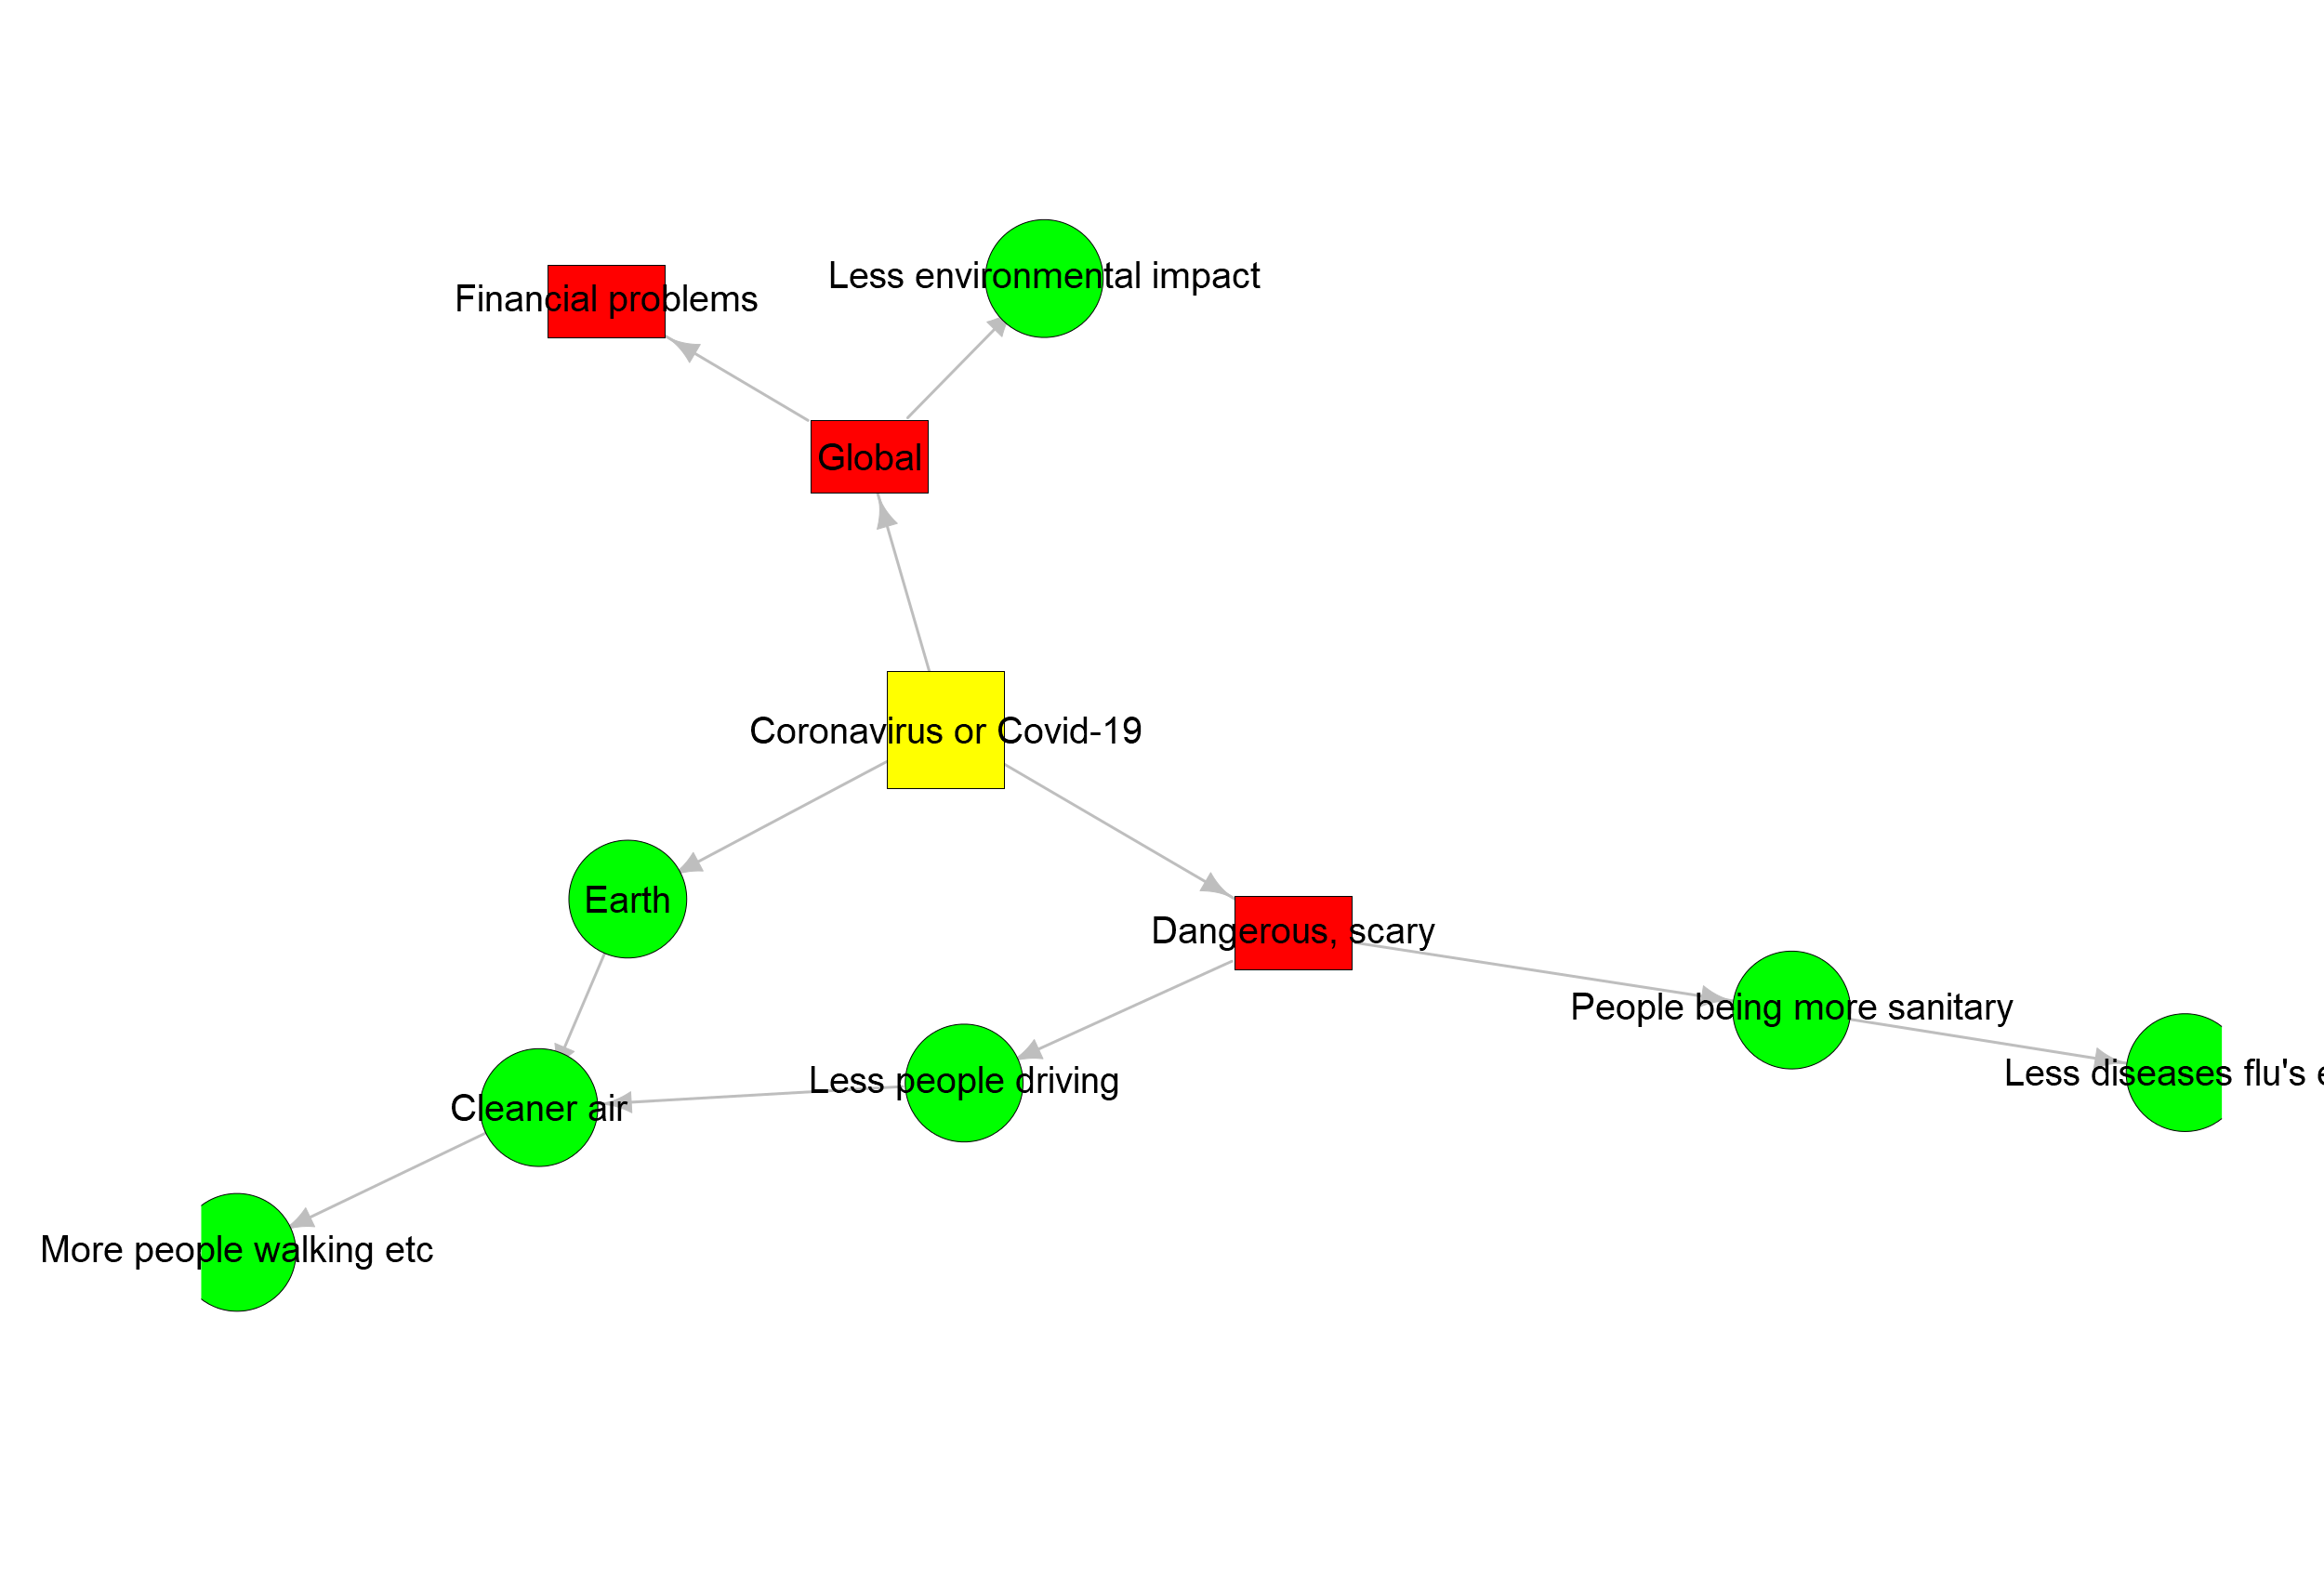 Less environmental impact
Financial problems
Global
Coronavirus or Covid-19
Earth
Dangerous, scary
People being more sanitary
Less diseases flu's
Less people driving
Cleaner air
More people walking etc